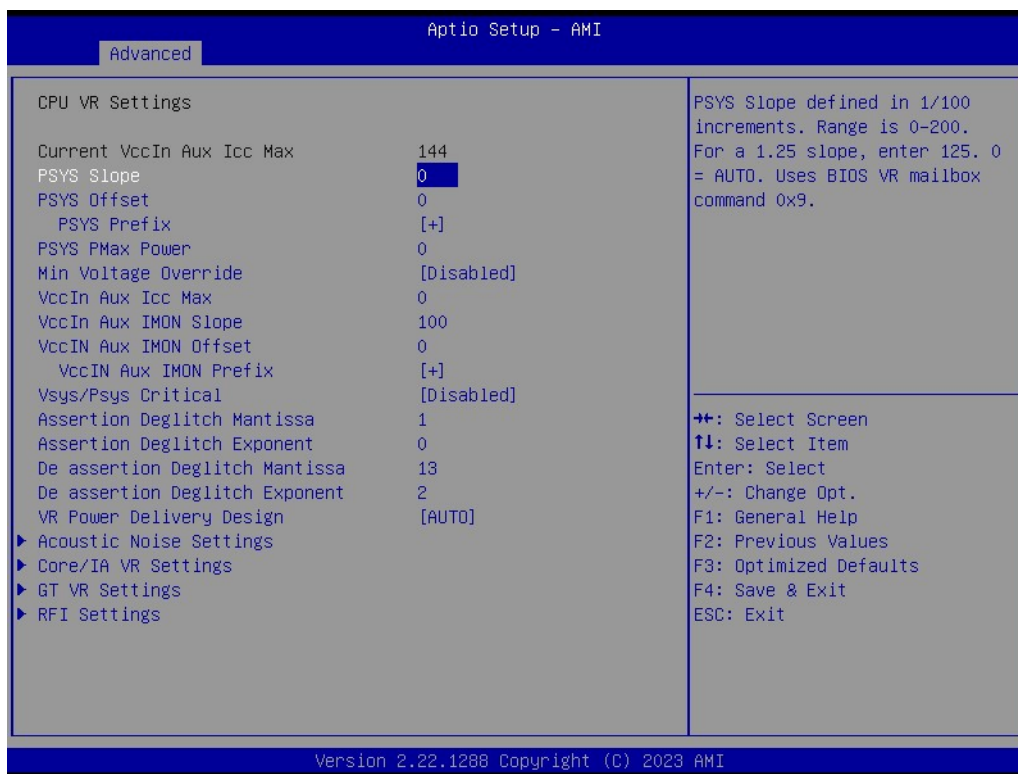 Aptio Setup - AMI
Advanced
CPU VR Settings
Current VccIn Aux Icc Max 144
PSYS Slope 0
PSYS Offset 0
PSYS Prefix [+]
PSYS PMax Power 0
Min Voltage Override [Disabled]
VccIn Aux Icc Max 0
VccIn Aux IMON Slope 100
VccIN Aux IMON Offset 0
VccIN Aux IMON Prefix [+]
Vsys/Psys Critical [Disabled]
Assertion Deglitch Mantissa 1
Assertion Deglitch Exponent 0
De assertion Deglitch Mantissa 13
De assertion Deglitch Exponent 2
VR Power Delivery Design [AUTO]
Acoustic Noise Settings
Core/IA VR Settings
GT VR Settings
RFI Settings
PSYS Slope defined in 1/100
increments. Range is 0-200.
For a 1.25 slope, enter 125. 0
= AUTO. Uses BIOS VR mailbox
command 0x9.
→←: Select Screen
↑↓: Select Item
Enter: Select
+/-: Change Opt.
F1: General Help
F2: Previous Values
F3: Optimized Defaults
F4: Save & Exit
ESC: Exit
Version 2.22.1288 Copyright (C) 2023 AMI